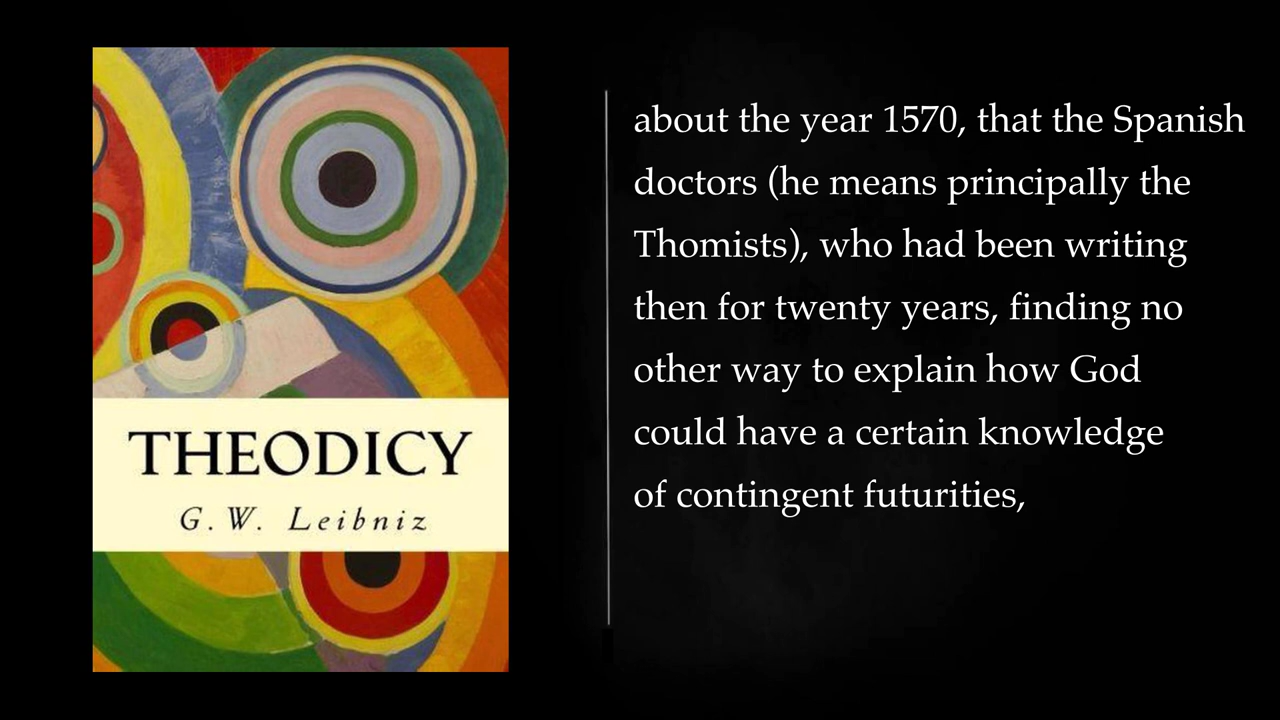 THEODICY
G.W. Leibniz
about the year 1570, that the Spanish
doctors (he means principally the
Thomists), who had been writing
then for twenty years, finding no
other way to explain how God
could have a certain knowledge
of contingent futurities,